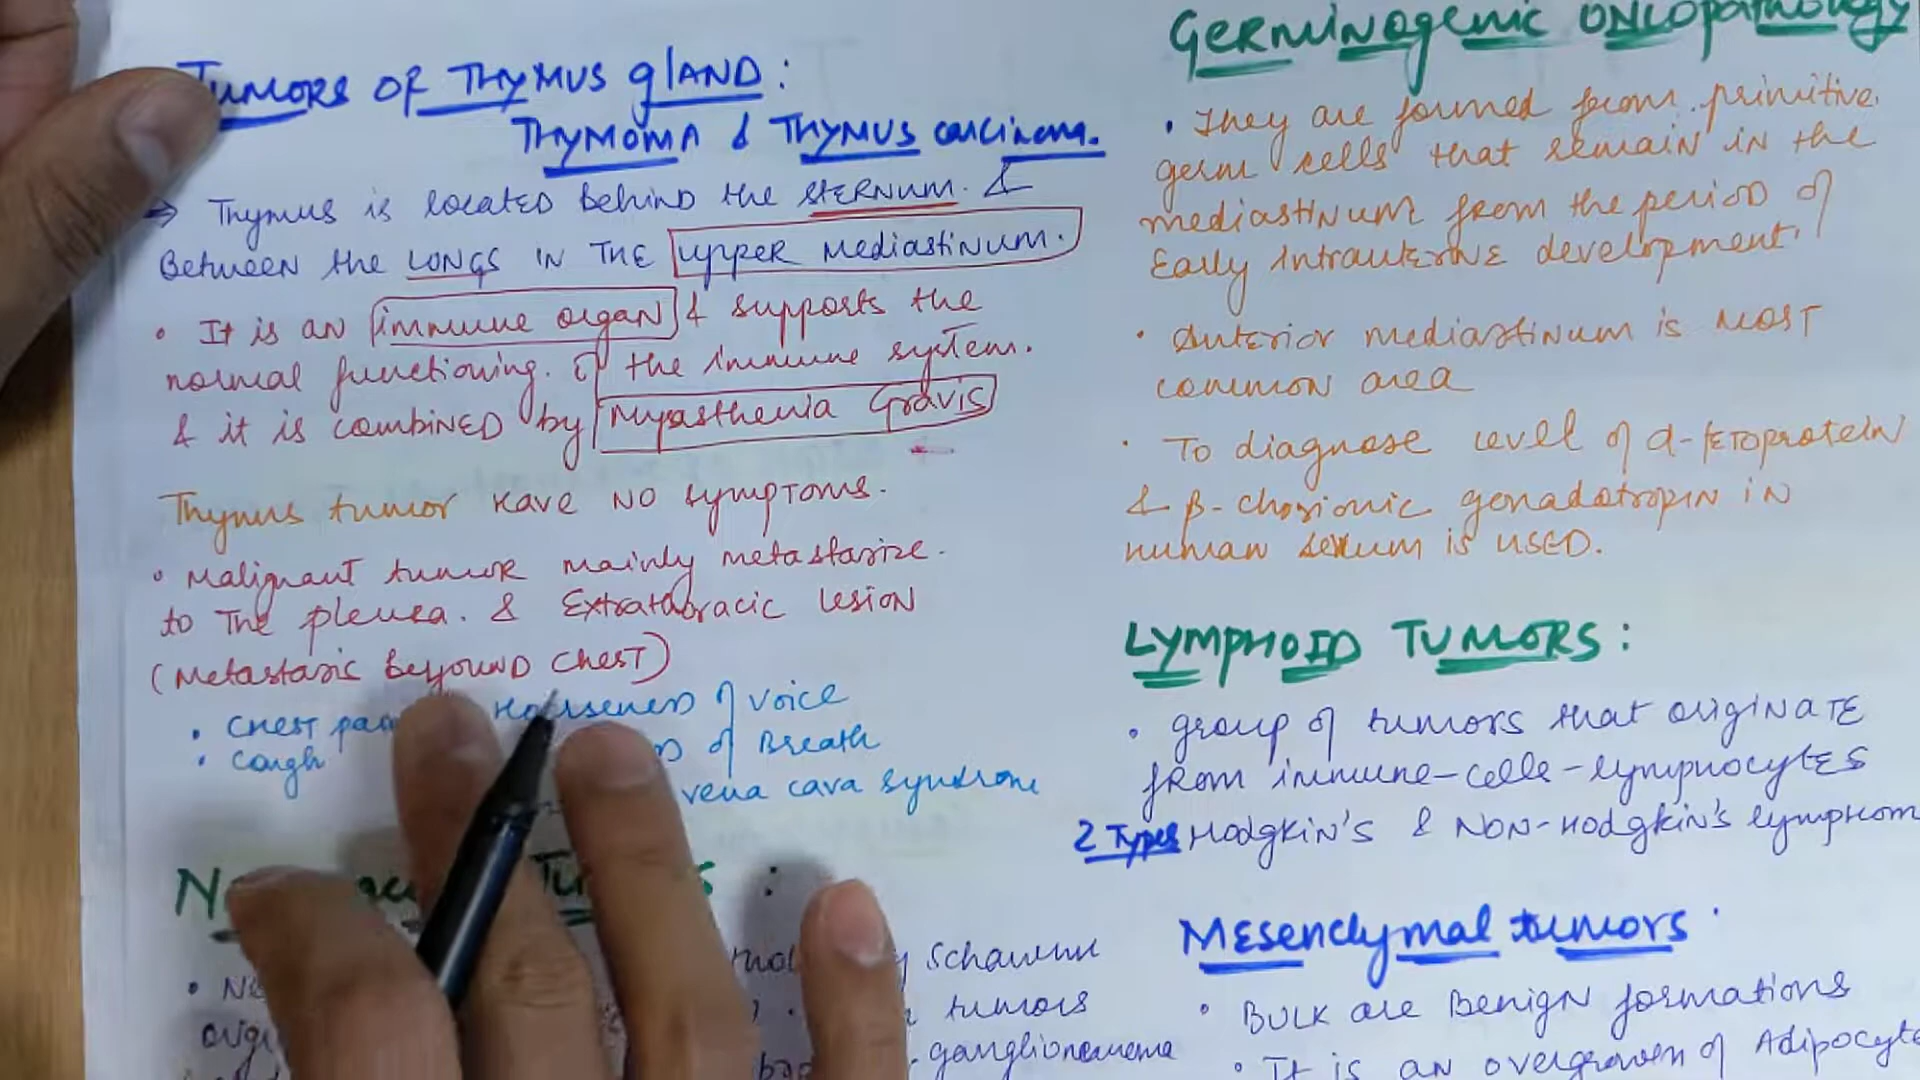 TUMORS OF THYMUS GLAND:
THYMOMA & THYMUS carcinoma.
→ Thymus is located behind the STERNUM. &
Between the LUNGS IN THE upper mediastinum.
• It is an immune organ & supports the
normal functioning. of the immune system.
& it is combined by Myasthenia Gravis
Thymus tumor have NO symptoms.
• Malignant tumor mainly metastasize.
to The pleura. & Extrathoracic lesion
(Metastasis Beyound chest)
• Chest Hoarseness of voice
• Cough of Breath
vena cava syndrome
:
Schawnn
tumors
ganglioneuroma
GERMINOgenic ONCOpathology
• They are formed from primitive
germ cells that remain in the
mediastinum from the period of
Early intrauterine development.
• Anterior mediastinum is MOST
common area
• To diagnose level of α-fetoprotein
& β-chorionic gonadotropin in
human serum is USED.
LYMPHOID TUMORS:
• group of tumors that originate
from immune-cells-lymphocytes
2 Types Hodgkin's & Non-Hodgkin's lymphom
MESenchymal tumors
• BULK are Benign formations
• It is an overgrown of Adipocyte